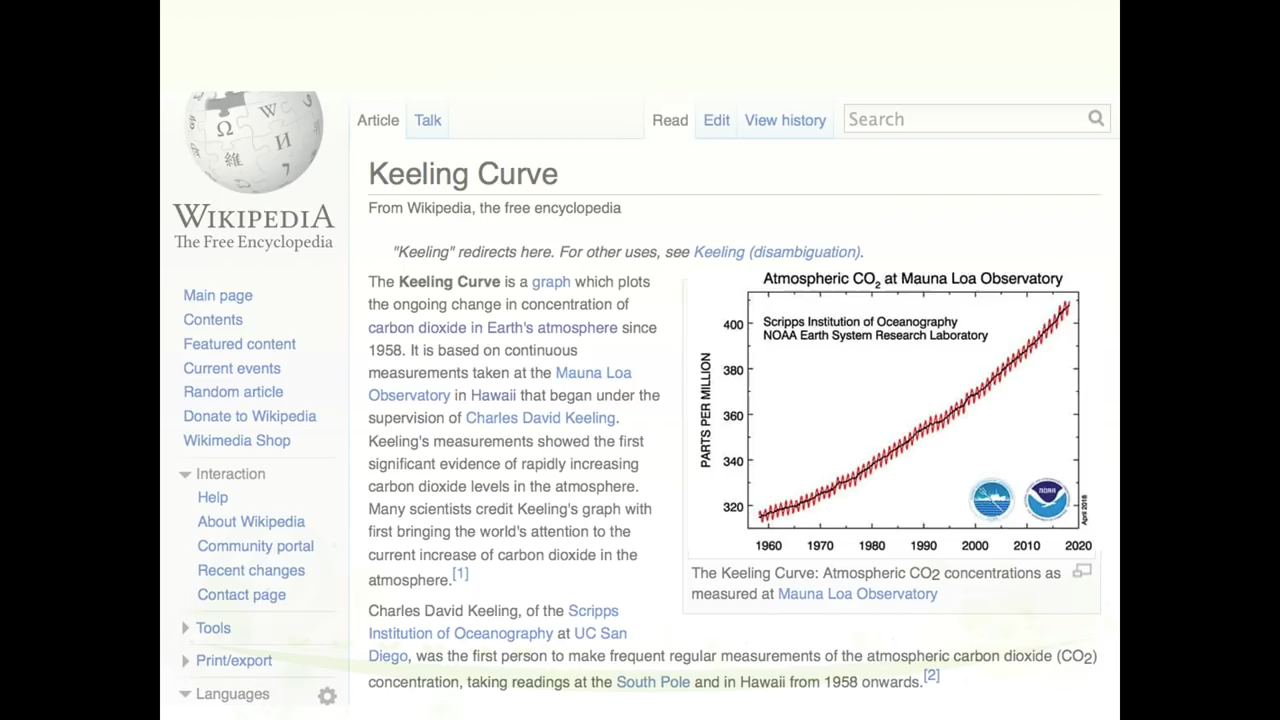 Ω
W
維
И
7
WIKIPEDIA
The Free Encyclopedia
Main page
Contents
Featured content
Current events
Random article
Donate to Wikipedia
Wikimedia Shop
Interaction
Help
About Wikipedia
Community portal
Recent changes
Contact page
Tools
Print/export
Languages
Article Talk Read Edit View history Search
Keeling Curve
From Wikipedia, the free encyclopedia
"Keeling" redirects here. For other uses, see Keeling (disambiguation).
The Keeling Curve is a graph which plots
the ongoing change in concentration of
carbon dioxide in Earth's atmosphere since
1958. It is based on continuous
measurements taken at the Mauna Loa
Observatory in Hawaii that began under the
supervision of Charles David Keeling.
Keeling's measurements showed the first
significant evidence of rapidly increasing
carbon dioxide levels in the atmosphere.
Many scientists credit Keeling's graph with
first bringing the world's attention to the
current increase of carbon dioxide in the
atmosphere.[1]
Atmospheric CO2 at Mauna Loa Observatory
Scripps Institution of Oceanography
NOAA Earth System Research Laboratory
PARTS PER MILLION
400
380
360
340
320
1960 1970 1980 1990 2000 2010 2020
NOAA
April 2018
The Keeling Curve: Atmospheric CO2 concentrations as
measured at Mauna Loa Observatory
Charles David Keeling, of the Scripps
Institution of Oceanography at UC San
Diego, was the first person to make frequent regular measurements of the atmospheric carbon dioxide (CO2)
concentration, taking readings at the South Pole and in Hawaii from 1958 onwards.[2]